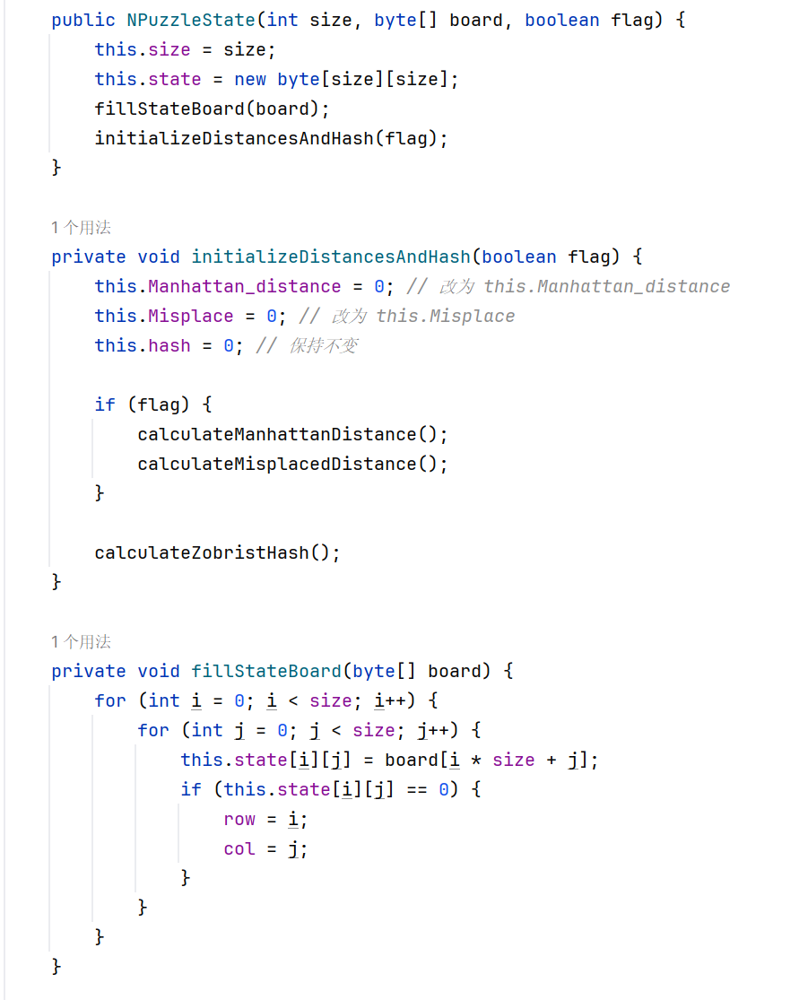 public NPuzzleState(int size, byte[] board, boolean flag) {
    this.size = size;
    this.state = new byte[size][size];
    fillStateBoard(board);
    initializeDistancesAndHash(flag);
}
1 个用法
private void initializeDistancesAndHash(boolean flag) {
    this.Manhattan_distance = 0; // 改为 this.Manhattan_distance
    this.Misplace = 0; // 改为 this.Misplace
    this.hash = 0; // 保持不变
    if (flag) {
        calculateManhattanDistance();
        calculateMisplacedDistance();
    }
    calculateZobristHash();
}
1 个用法
private void fillStateBoard(byte[] board) {
    for (int i = 0; i < size; i++) {
        for (int j = 0; j < size; j++) {
            this.state[i][j] = board[i * size + j];
            if (this.state[i][j] == 0) {
                row = i;
                col = j;
            }
        }
    }
}